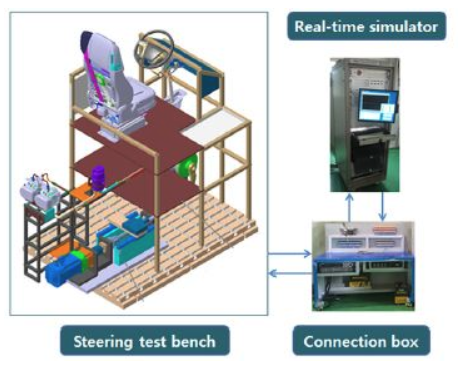 Real-time simulator
Steering test bench
Connection box